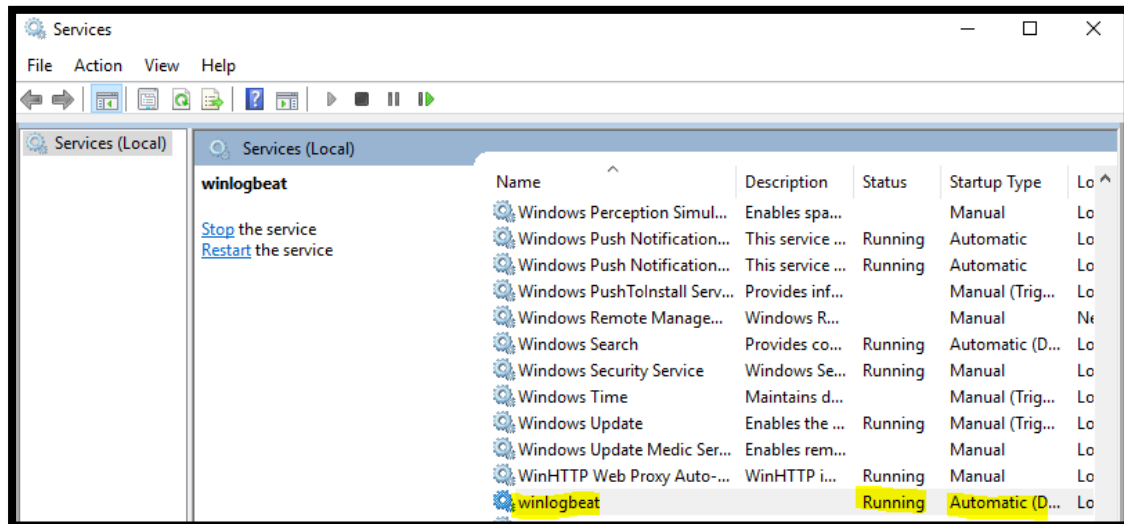 Services
File Action View Help
Services (Local)
Services (Local)
winlogbeat
Stop the service
Restart the service
Name Description Status Startup Type Lo
Windows Perception Simul... Enables spa... Manual Lo
Windows Push Notification... This service ... Running Automatic Lo
Windows Push Notification... This service ... Running Automatic Lo
Windows PushToInstall Serv... Provides inf... Manual (Trig... Lo
Windows Remote Manage... Windows R... Manual Ne
Windows Search Provides co... Running Automatic (D... Lo
Windows Security Service Windows Se... Running Manual Lo
Windows Time Maintains d... Manual (Trig... Lo
Windows Update Enables the ... Running Manual (Trig... Lo
Windows Update Medic Ser... Enables rem... Manual Lo
WinHTTP Web Proxy Auto-... WinHTTP i... Running Manual Lo
winlogbeat Running Automatic (D... Lo